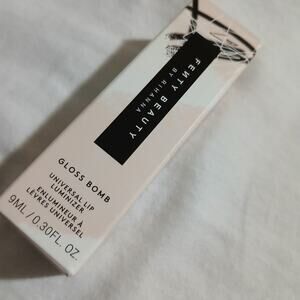 FENTY BEAUTY
BY RIHANNA
GLOSS BOMB
UNIVERSAL LIP
LUMINIZER
ENLUMINEUR À
LÈVRES UNIVERSEL
9ML / 0.30FL. OZ.